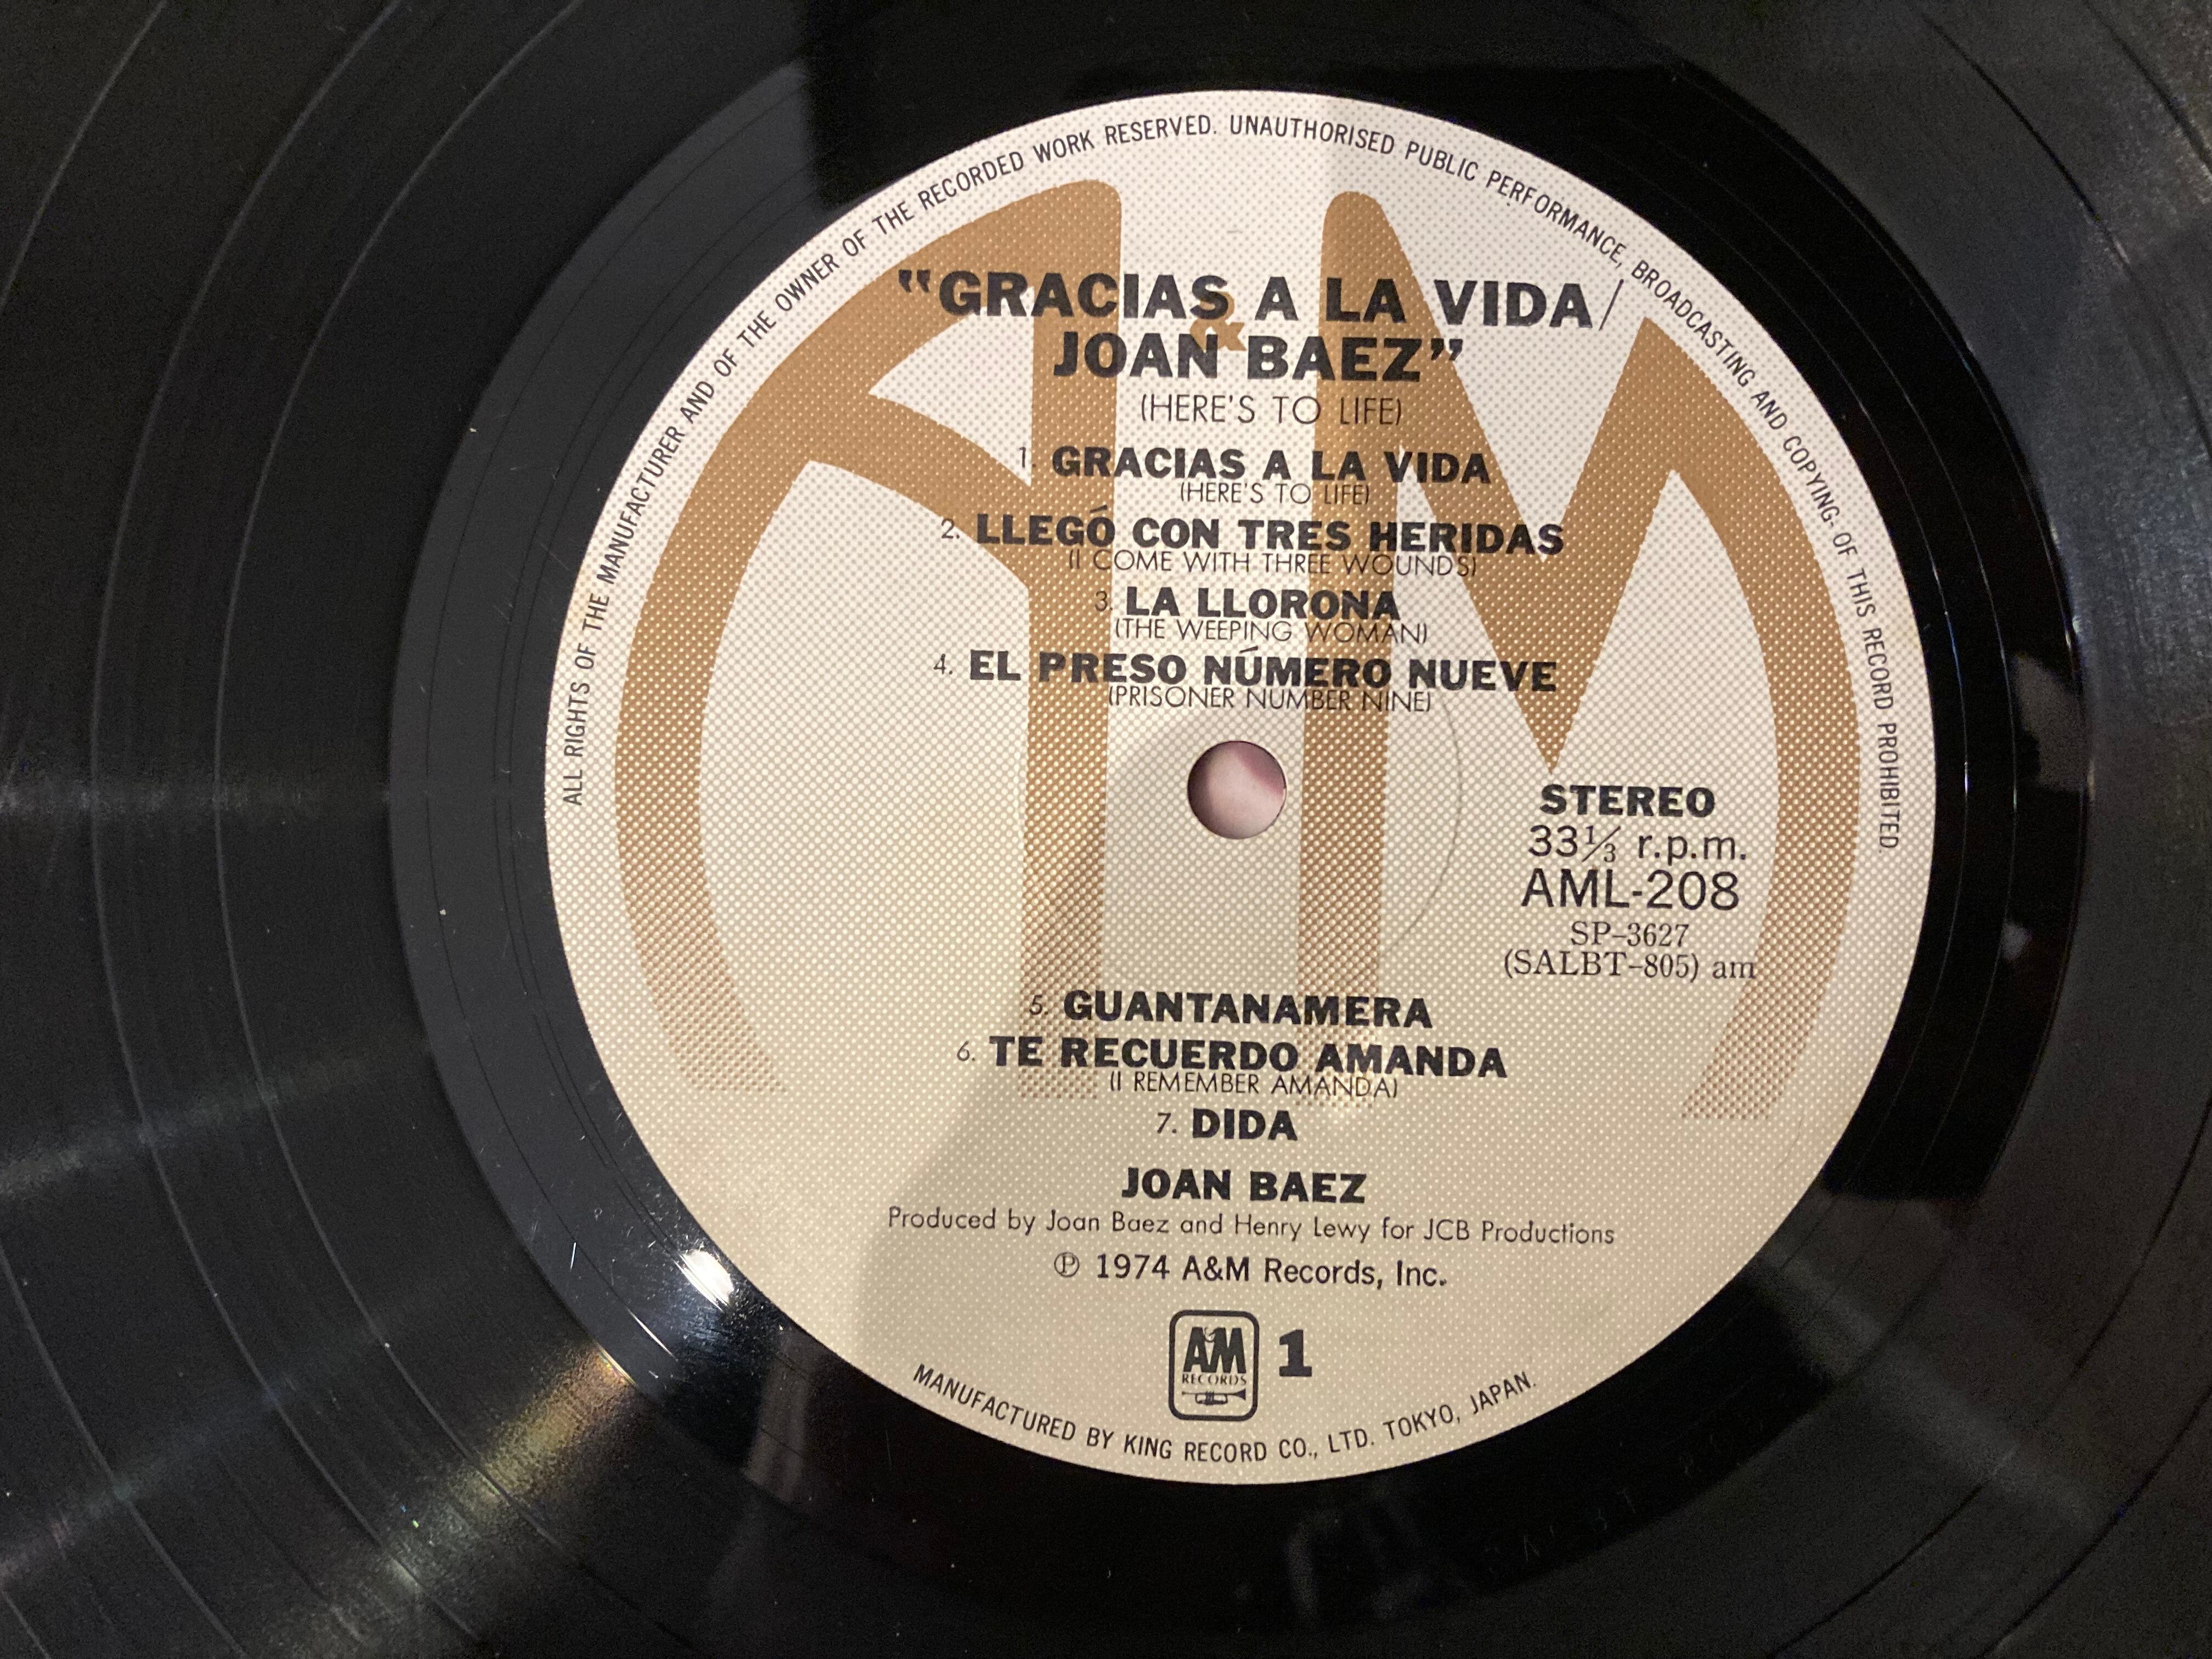 ALL RIGHTS OF THE MANUFACTURER AND OF THE OWNER OF THE RECORDED WORK RESERVED. UNAUTHORISED PUBLIC PERFORMANCE, BROADCASTING AND COPYING OF THIS RECORD PROHIBITED.
"GRACIAS A LA VIDA/
&
JOAN BAEZ"
(HERE'S TO LIFE)
1. GRACIAS A LA VIDA
(HERE'S TO LIFE)
2. LLEGÓ CON TRES HERIDAS
(I COME WITH THREE WOUNDS)
3. LA LLORONA
(THE WEEPING WOMAN)
4. EL PRESO NÚMERO NUEVE
(PRISONER NUMBER NINE)
STEREO
33⅓ r.p.m.
AML-208
SP-3627
(SALBT-805) am
5. GUANTANAMERA
6. TE RECUERDO AMANDA
(I REMEMBER AMANDA)
7. DIDA
JOAN BAEZ
Produced by Joan Baez and Henry Lewy for JCB Productions
℗ 1974 A&M Records, Inc.
A&M 1
RECORDS
MANUFACTURED BY KING RECORD CO., LTD. TOKYO, JAPAN.